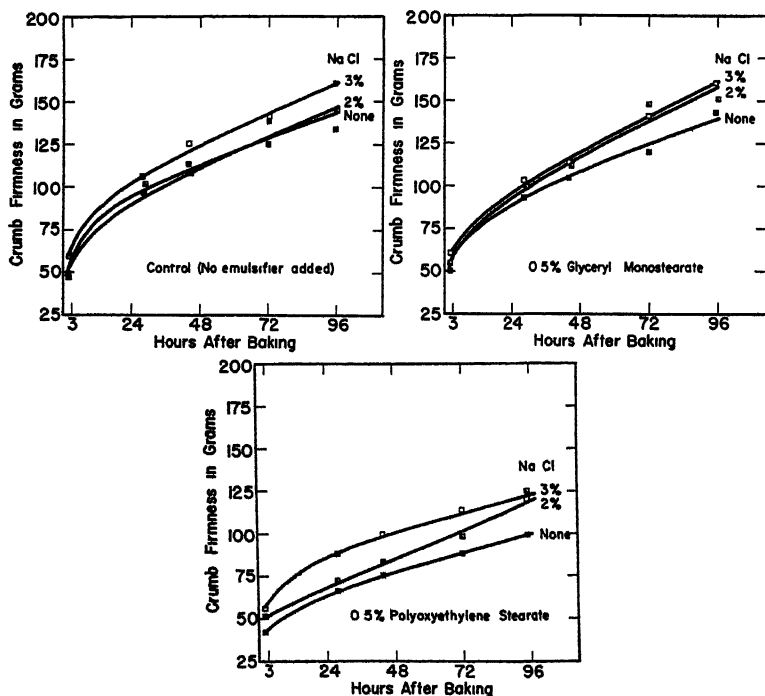 200
175
150
125
100
75
50
25
Crumb Firmness in Grams
Na Cl
3%
2%
None
Control (No emulsifier added)
3 24 48 72 96
Hours After Baking
200
175
150
125
100
75
50
25
Crumb Firmness in Grams
Na Cl
3%
2%
None
0 5% Glyceryl Monostearate
3 24 48 72 96
Hours After Baking
200
175
150
125
100
75
50
25
Crumb Firmness in Grams
Na Cl
3%
2%
None
0 5% Polyoxyethylene Stearate
3 24 48 72 96
Hours After Baking